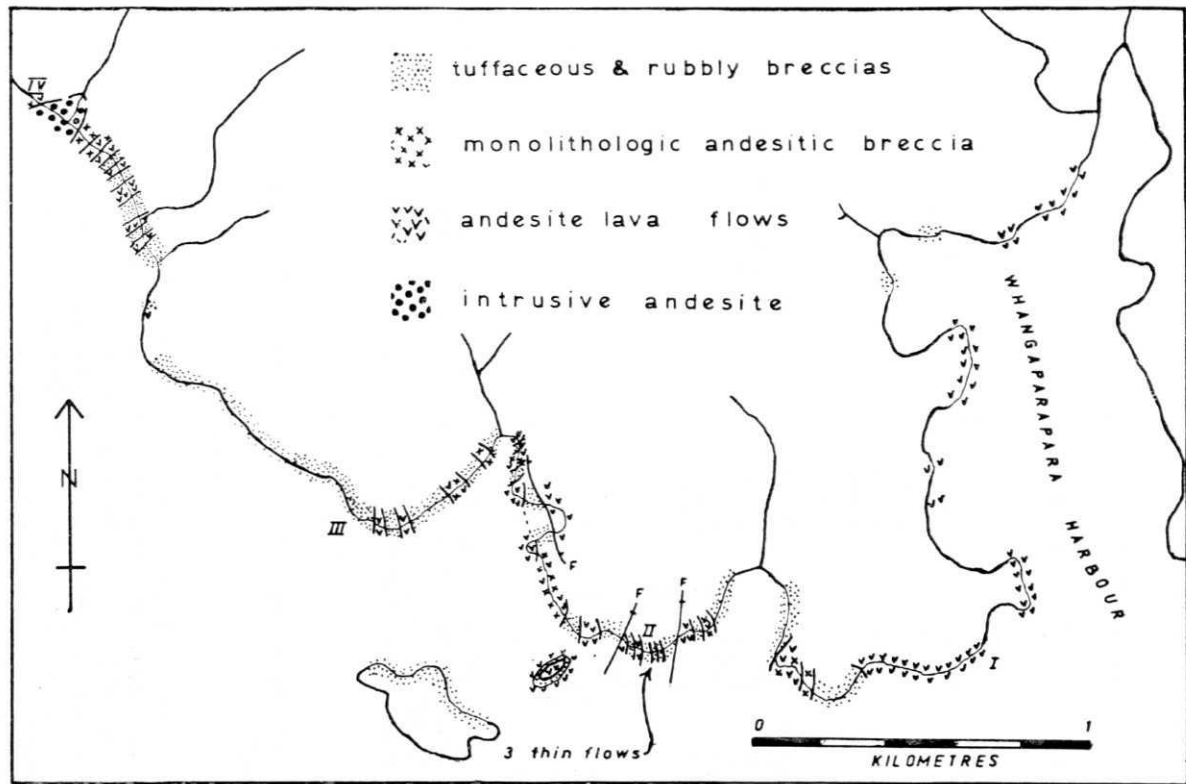 tuffaceous & rubbly breccias
monolithologic andesitic breccia
andesite lava flows
intrusive andesite
IV
WHANGAPARAPARA HARBOUR
N
III
F
F
F
II
I
3 thin flows
0 1
KILOMETRES